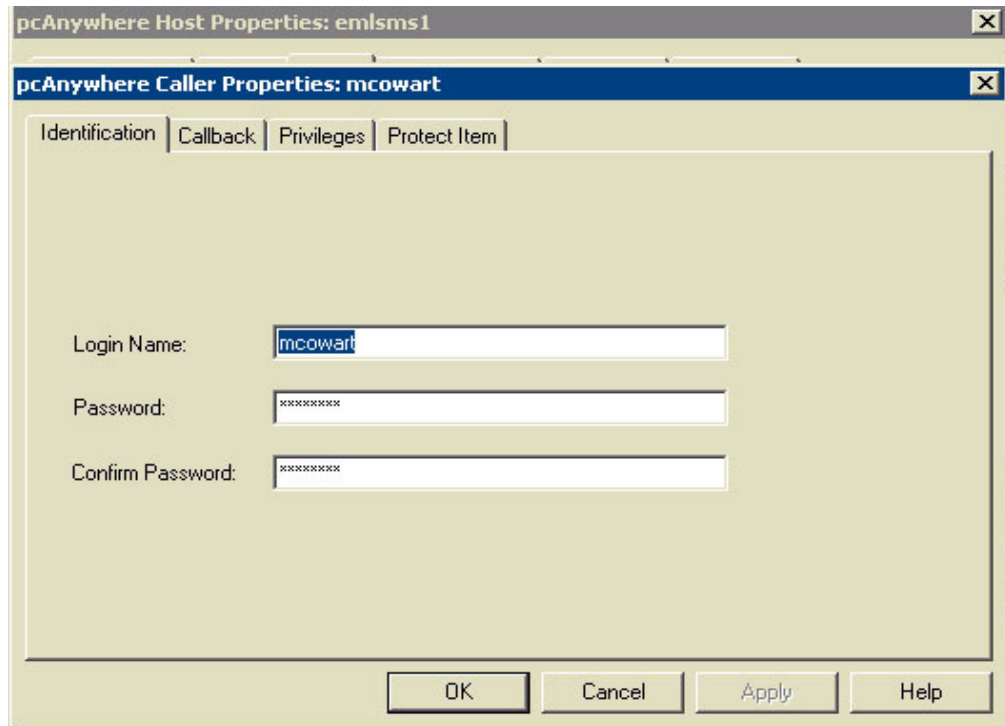 pcAnywhere Host Properties: emlsms1
pcAnywhere Caller Properties: mcowart
Identification Callback Privileges Protect Item
Login Name: mcowart
Password: ********
Confirm Password: ********
OK Cancel Apply Help